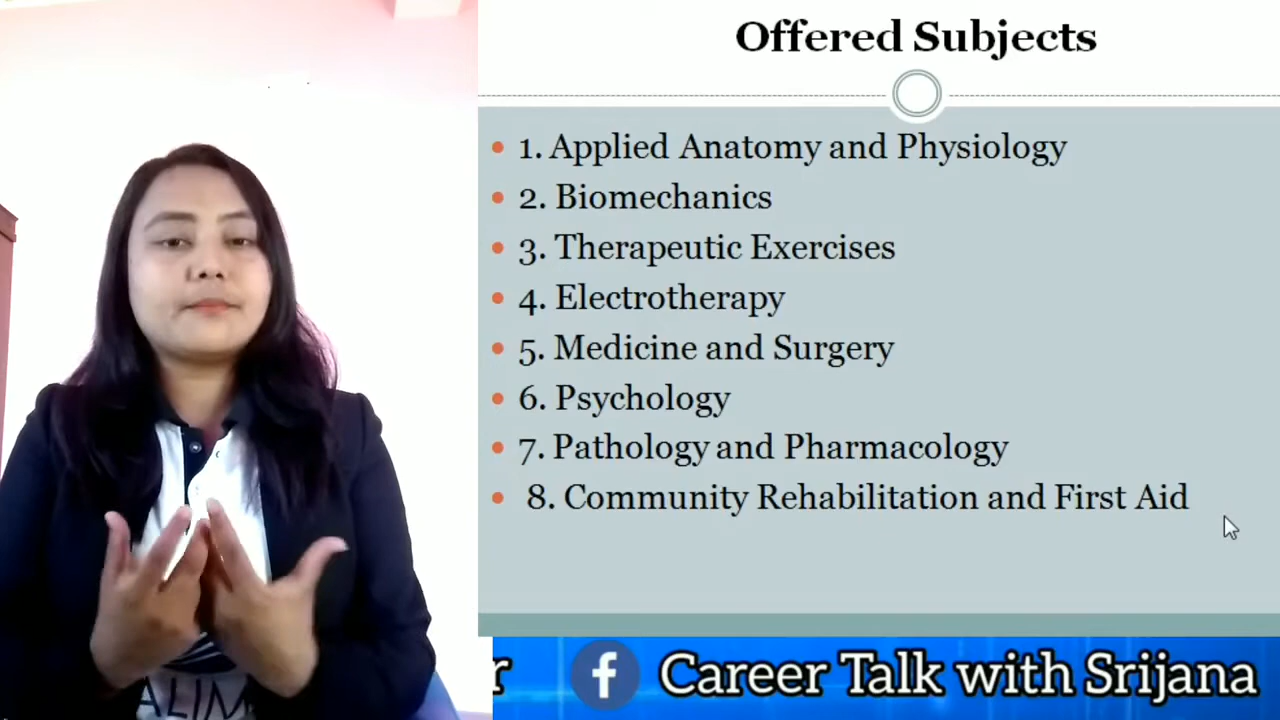 Offered Subjects
• 1. Applied Anatomy and Physiology
• 2. Biomechanics
• 3. Therapeutic Exercises
• 4. Electrotherapy
• 5. Medicine and Surgery
• 6. Psychology
• 7. Pathology and Pharmacology
• 8. Community Rehabilitation and First Aid
Career Talk with Srijana